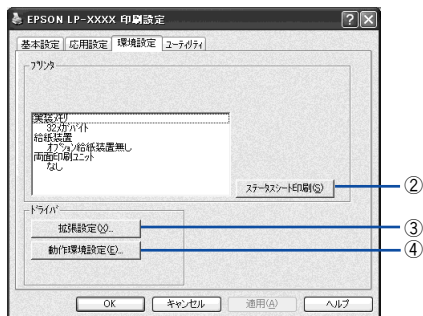 EPSON LP-XXXX 印刷設定
基本設定 応用設定 環境設定 ユーティリティ
プリンタ
実装メモリ
32メガバイト
給紙装置
オプション給紙装置無し
両面印刷ユニット
なし
ステータスシート印刷(S)
②
ドライバ
拡張設定(X)...
③
動作環境設定(E)...
④
OK キャンセル 適用(A) ヘルプ